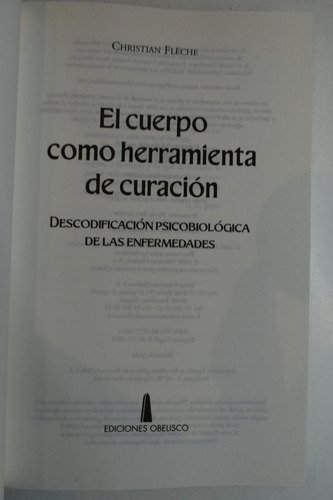 CHRISTIAN FLÈCHE
El cuerpo
como herramienta
de curación
DESCODIFICACIÓN PSICOBIOLÓGICA
DE LAS ENFERMEDADES
EDICIONES OBELISCO